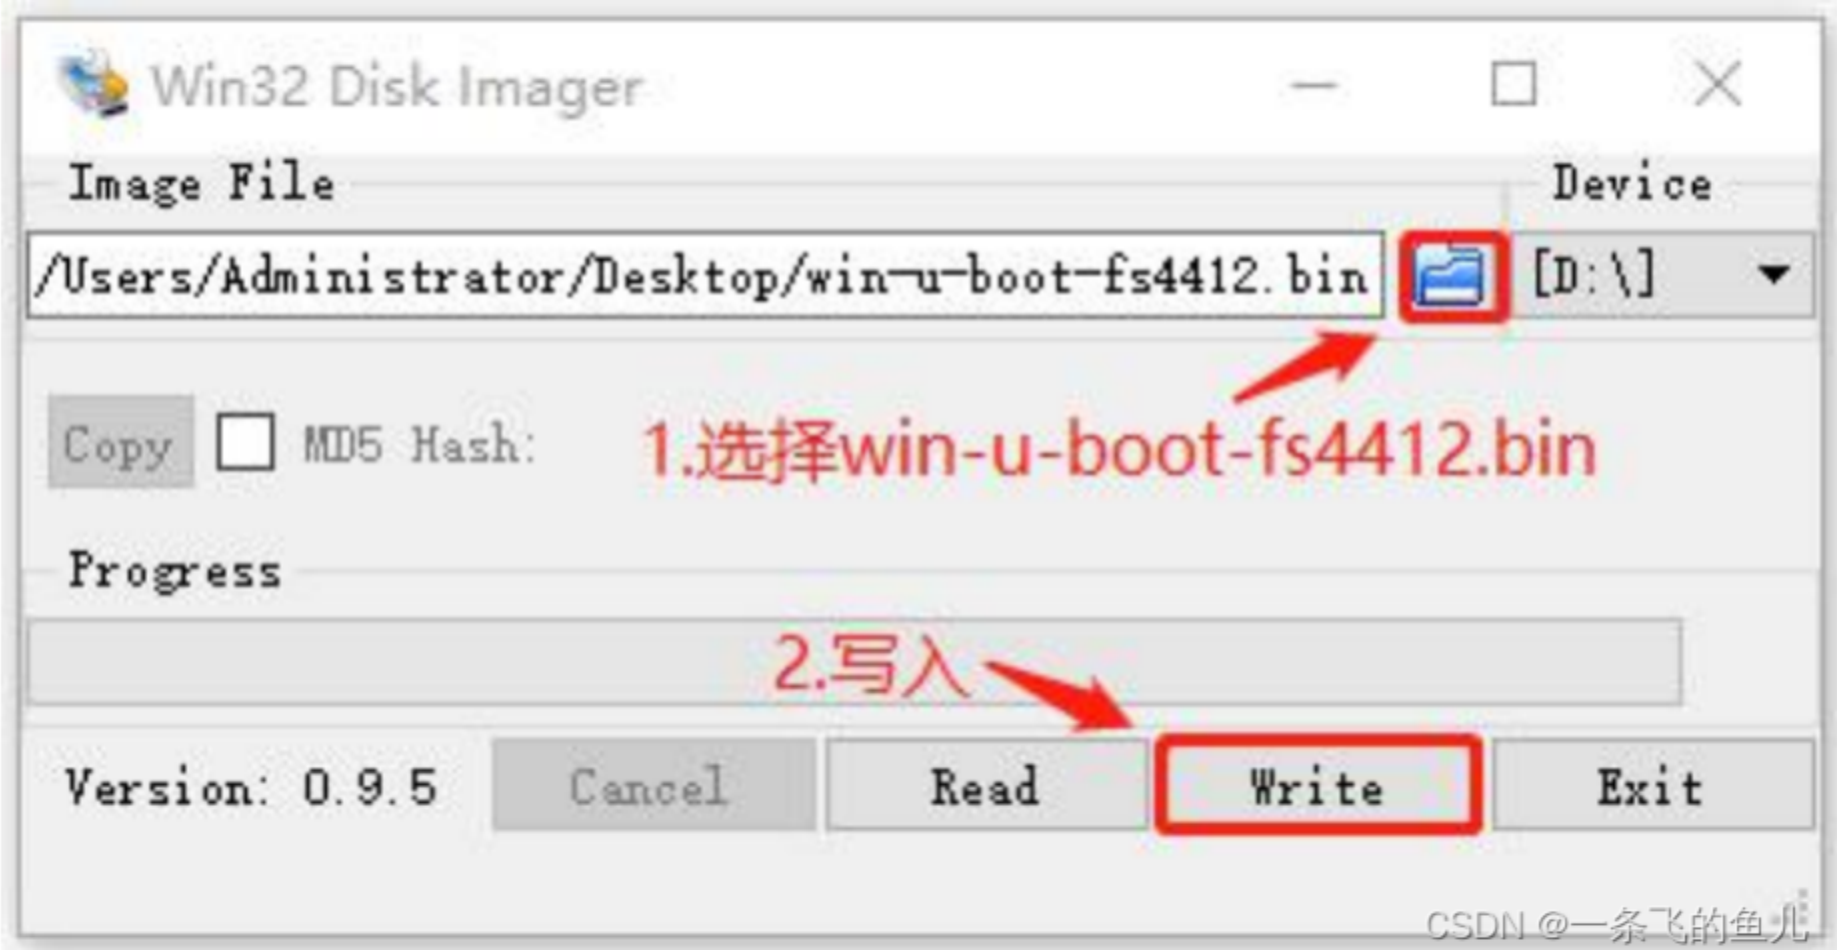 Win32 Disk Imager
Image File
Device
/Users/Administrator/Desktop/win-u-boot-fs4412.bin
[D:\]
Copy
MD5 Hash:
1.选择win-u-boot-fs4412.bin
Progress
2.写入
Version: 0.9.5
Cancel
Read
Write
Exit
CSDN @一条飞的鱼儿